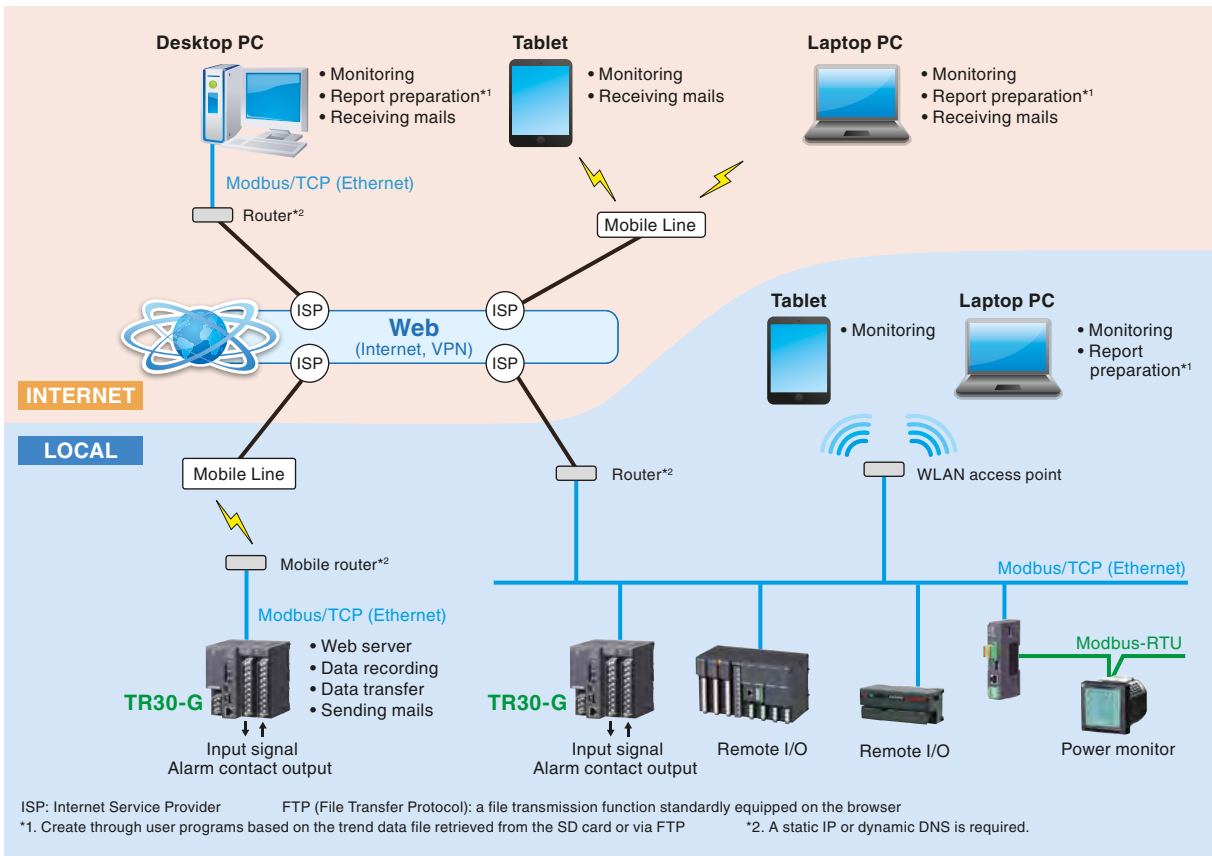 Desktop PC
• Monitoring
• Report preparation*1
• Receiving mails
Tablet
• Monitoring
• Receiving mails
Laptop PC
• Monitoring
• Report preparation*1
• Receiving mails
Modbus/TCP (Ethernet)
Router*2
Mobile Line
ISP
ISP
Web
(Internet, VPN)
ISP
ISP
INTERNET
Tablet
• Monitoring
Laptop PC
• Monitoring
• Report
preparation*1
LOCAL
Mobile Line
Router*2
WLAN access point
Mobile router*2
Modbus/TCP (Ethernet)
Modbus/TCP (Ethernet)
TR30-G
• Web server
• Data recording
• Data transfer
• Sending mails
Input signal
Alarm contact output
TR30-G
Input signal
Alarm contact output
Remote I/O
Remote I/O
Modbus-RTU
Power monitor
ISP: Internet Service Provider FTP (File Transfer Protocol): a file transmission function standardly equipped on the browser
*1. Create through user programs based on the trend data file retrieved from the SD card or via FTP *2. A static IP or dynamic DNS is required.